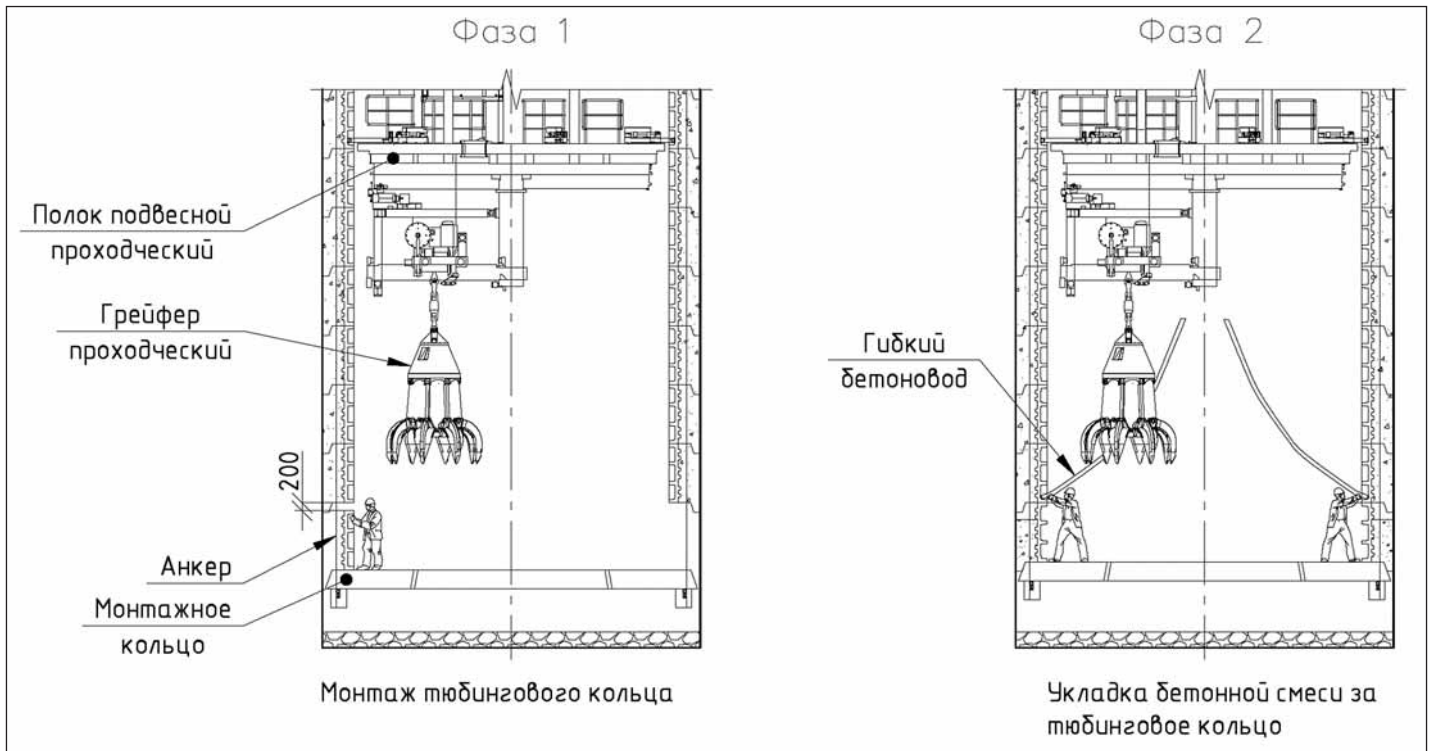 Фаза 1
Фаза 2
Полок подвесной
проходческий
Грейфер
проходческий
200
Анкер
Монтажное
кольцо
Гибкий
бетоновод
Монтаж тюбингового кольца
Укладка бетонной смеси за
тюбинговое кольцо